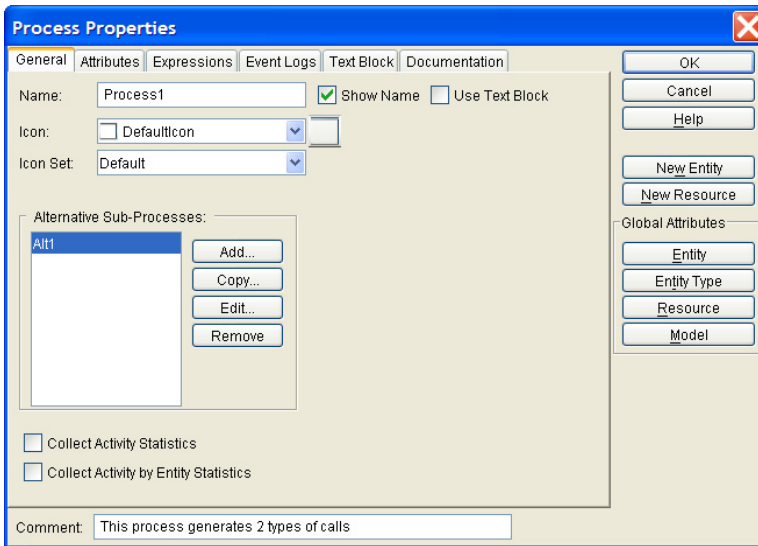 Process Properties
General Attributes Expressions Event Logs Text Block Documentation
Name: Process1 Show Name Use Text Block
Icon: DefaultIcon
Icon Set: Default
Alternative Sub-Processes:
Alt1
Add...
Copy...
Edit...
Remove
Collect Activity Statistics
Collect Activity by Entity Statistics
Comment: This process generates 2 types of calls
OK
Cancel
Help
New Entity
New Resource
Global Attributes
Entity
Entity Type
Resource
Model